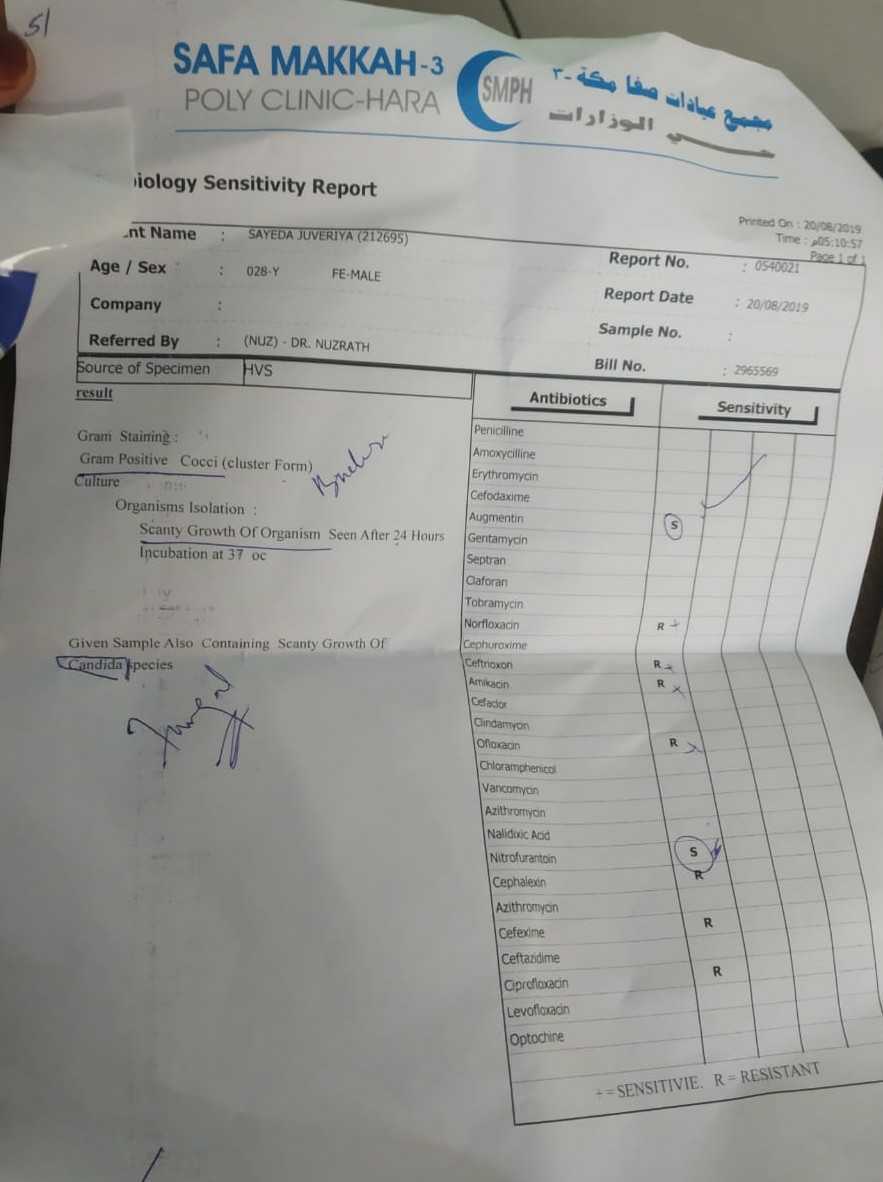 51
SAFA MAKKAH-3
POLY CLINIC-HARA
SMPH
مجمع عيادات صفا مكة-٣
حي الوزارات
iology Sensitivity Report
Printed On : 20/08/2019
Time : م05:10:57
Page 1 of 1
nt Name : SAYEDA JUVERIYA (212695)
Report No. : 0540021
Age / Sex : 028-Y FE-MALE
Report Date : 20/08/2019
Company :
Sample No. :
Referred By : (NUZ) - DR. NUZRATH
Bill No. : 2965569
Source of Specimen HVS
result
Gram Staining :
Gram Positive Cocci (cluster Form)
Culture
Organisms Isolation :
Scanty Growth Of Organism Seen After 24 Hours
Incubation at 37 oc
Given Sample Also Containing Scanty Growth Of
Candida species
Antibiotics Sensitivity
Penicilline
Amoxycilline
Erythromycin
Cefodaxime
Augmentin S
Gentamycin
Septran
Claforan
Tobramycin
Norfloxacin R
Cephuroxime
Ceftrioxon R
Amikacin R
Cefaclor
Clindamycin
Ofloxacin R
Chloramphenicol
Vancomycin
Azithromycin
Nalidixic Acid
Nitrofurantoin S
Cephalexin R
Azithromycin
Cefexime R
Ceftazidime
Ciprofloxacin R
Levofloxacin
Optochine
+ = SENSITIVIE. R = RESISTANT